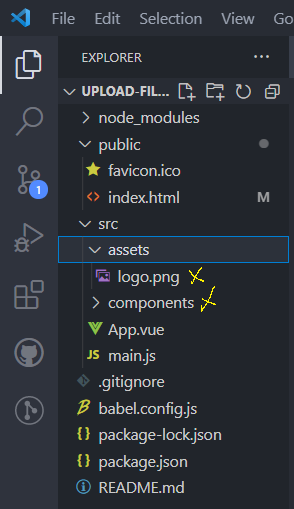 File Edit Selection View Go
EXPLORER
UPLOAD-FIL...
node_modules
public
favicon.ico
index.html M
src
assets
logo.png
components
App.vue
JS main.js
.gitignore
babel.config.js
{} package-lock.json
{} package.json
README.md
1